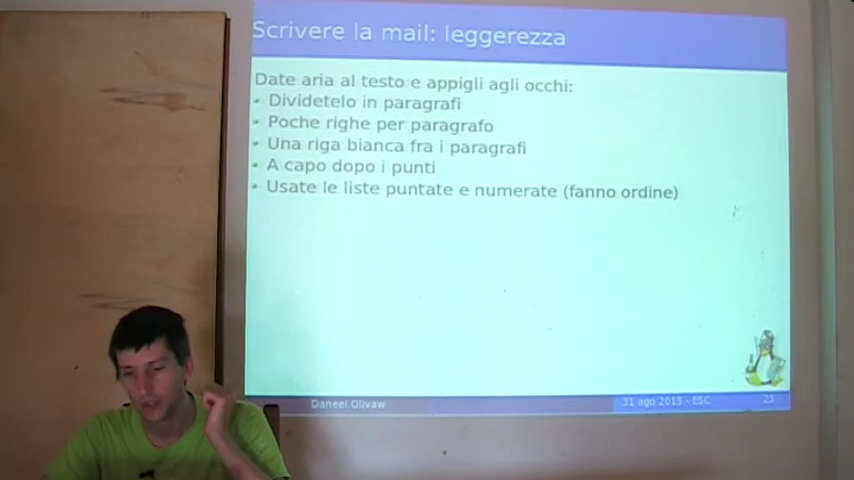 Scrivere la mail: leggerezza
Date aria al testo e appigli agli occhi:
• Dividetelo in paragrafi
• Poche righe per paragrafo
• Una riga bianca fra i paragrafi
• A capo dopo i punti
• Usate le liste puntate e numerate (fanno ordine)
Daneel Olivaw
31 ago 2013 - ESC
23